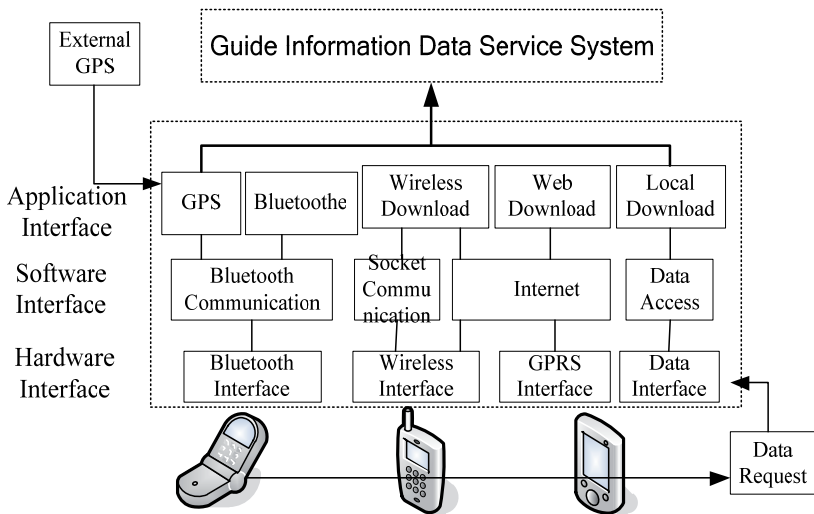 External
GPS
Guide Information Data Service System
Application
Interface
GPS
Bluetoothe
Wireless
Download
Web
Download
Local
Download
Software
Interface
Bluetooth
Communication
Socket
Commu
nication
Internet
Data
Access
Hardware
Interface
Bluetooth
Interface
Wireless
Interface
GPRS
Interface
Data
Interface
Data
Request